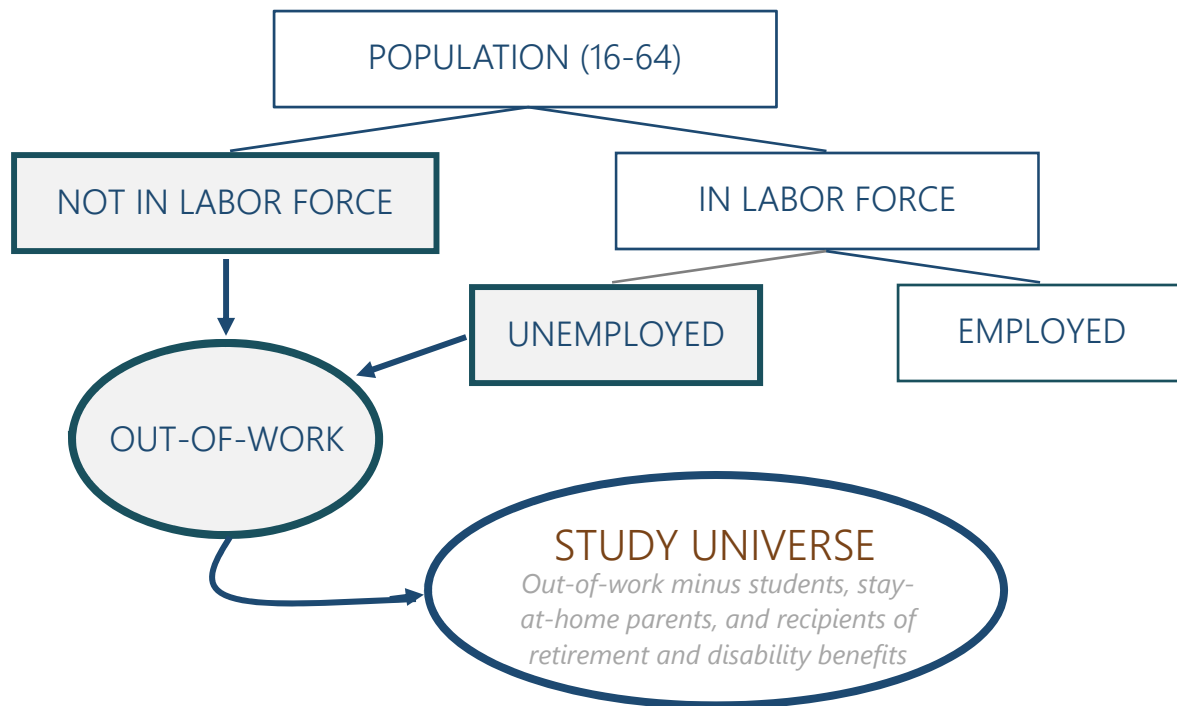 POPULATION (16-64)
NOT IN LABOR FORCE
IN LABOR FORCE
UNEMPLOYED
EMPLOYED
OUT-OF-WORK
STUDY UNIVERSE
Out-of-work minus students, stay-
at-home parents, and recipients of
retirement and disability benefits